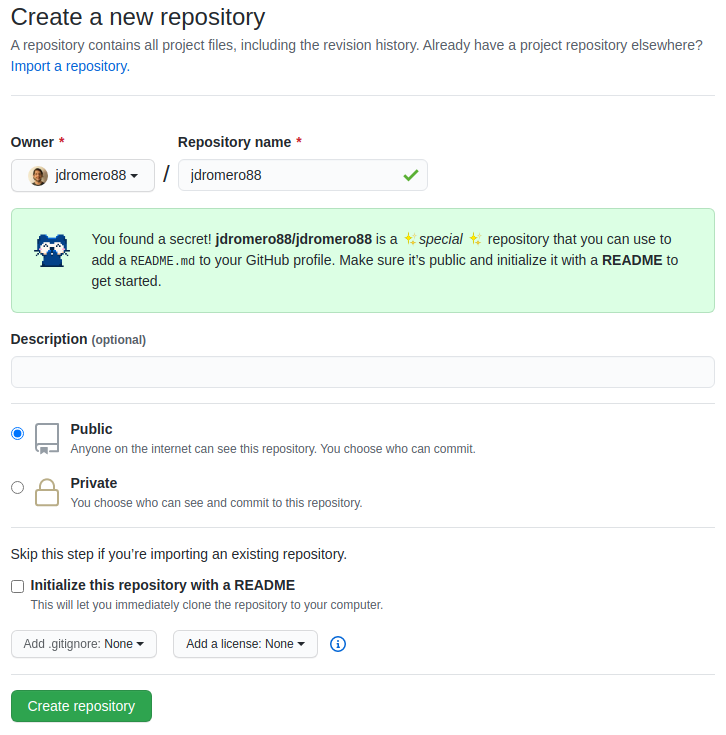 Create a new repository
A repository contains all project files, including the revision history. Already have a project repository elsewhere?
Import a repository.
Owner *
Repository name *
jdromero88
/
jdromero88
You found a secret! jdromero88/jdromero88 is a ✨special ✨ repository that you can use to
add a README.md to your GitHub profile. Make sure it’s public and initialize it with a README to
get started.
Description (optional)
Public
Anyone on the internet can see this repository. You choose who can commit.
Private
You choose who can see and commit to this repository.
Skip this step if you’re importing an existing repository.
Initialize this repository with a README
This will let you immediately clone the repository to your computer.
Add .gitignore: None
Add a license: None
Create repository